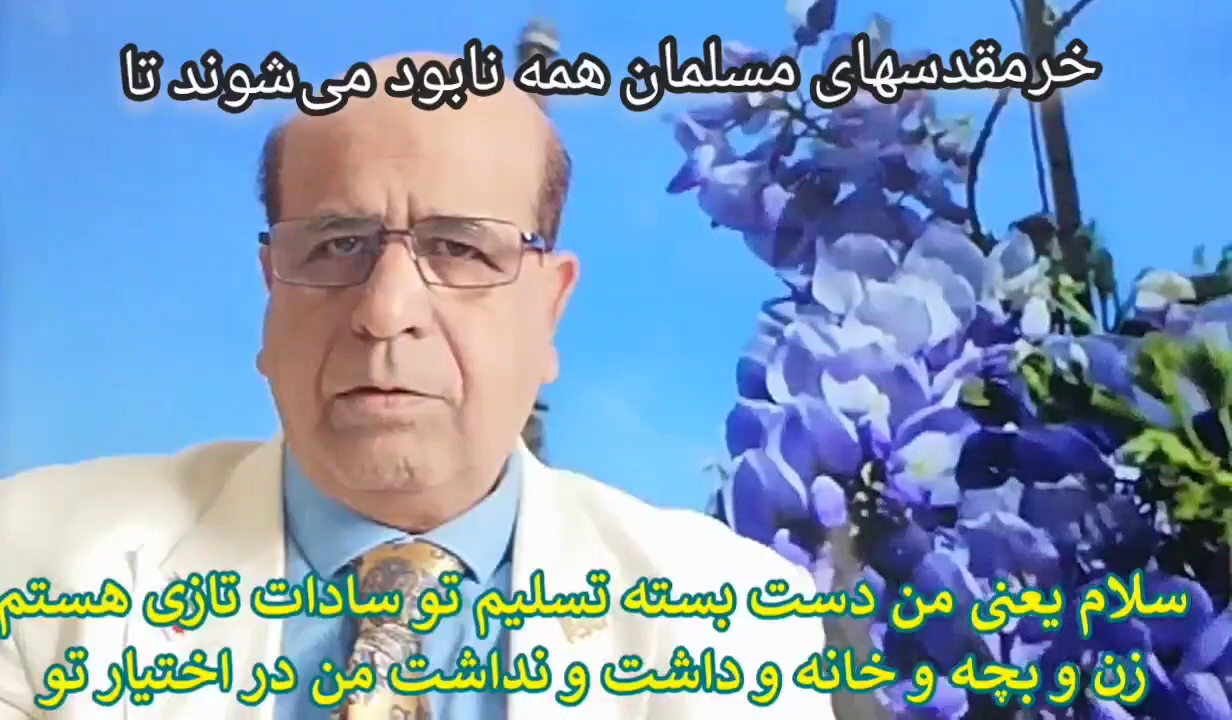 خرمقدسهای مسلمان همه نابود می‌شوند تا
سلام یعنی من دست بسته تسلیم تو سادات تازی هستم
زن و بچه و خانه و داشت و نداشت من در اختیار تو